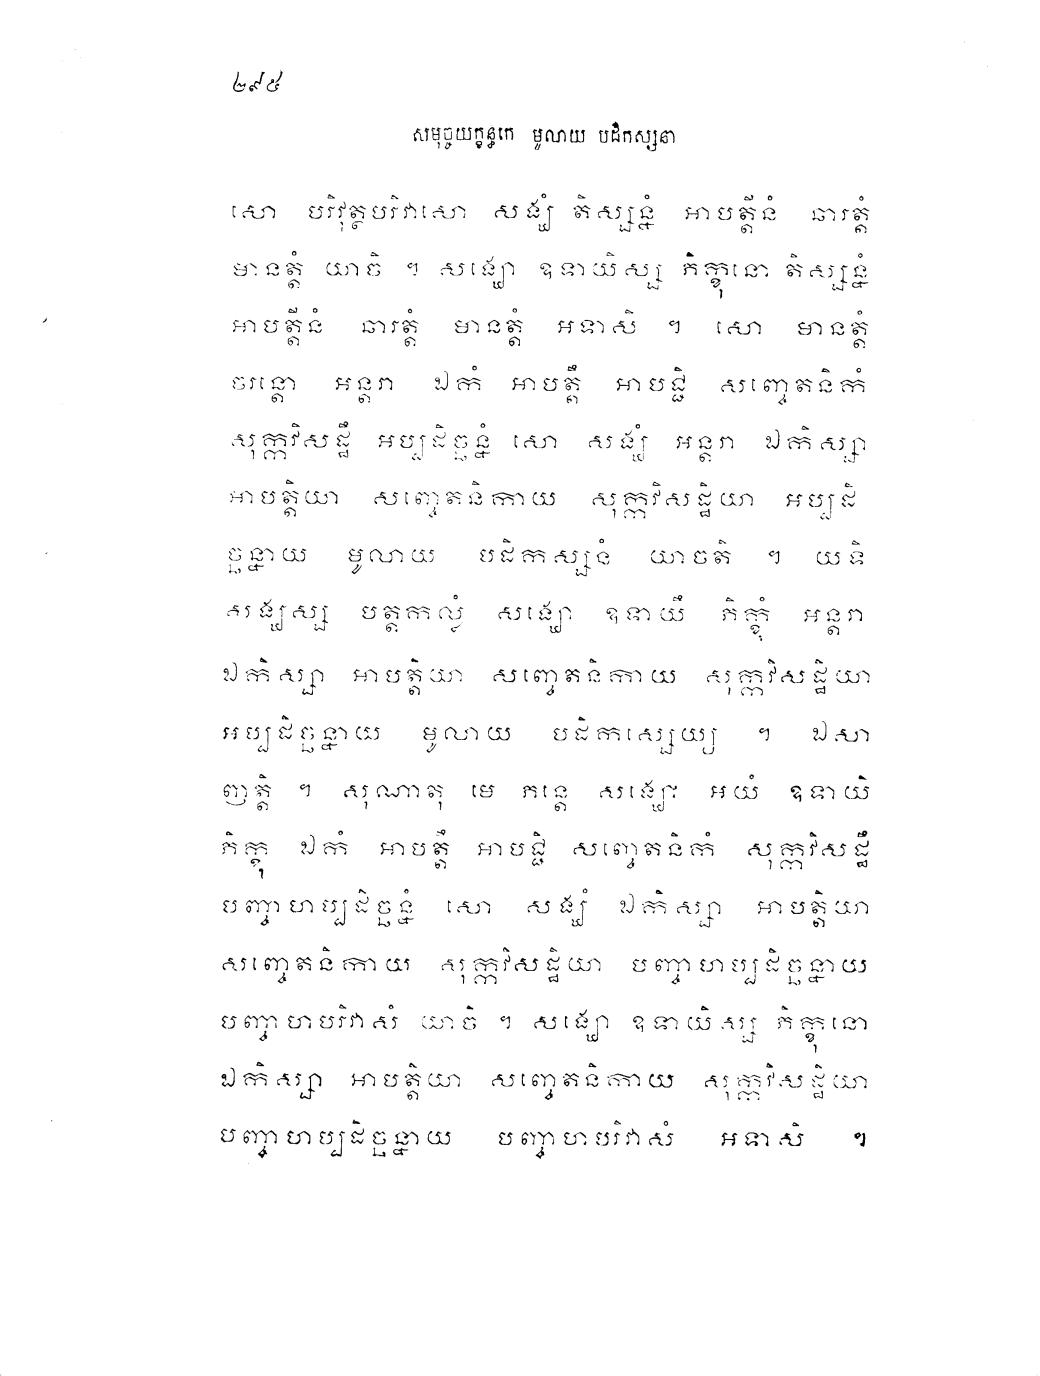 ២៩៥
សមុច្ចយក្ខន្ធកេ មូលាយ បដិកស្សនា
សោ បរិវុត្ថបរិវាសោ សង្ឃំ តិស្សន្នំ អាបត្តីនំ ឆារត្តំ
មានត្តំ យាចិ ។ សង្ឃោ ឧទាយិស្ស ភិក្ខុនោ តិស្សន្នំ
អាបត្តីនំ ឆារត្តំ មានត្តំ អទាសិ ។ សោ មានត្តំ
ចរន្តោ អន្តរា ឯកំ អាបត្តឹ អាបជ្ជិ សញ្ចេតនិកំ
សុក្កវិសដ្ឋឹ អប្បដិច្ឆន្នំ សោ សង្ឃំ អន្តរា ឯកិស្សា
អាបត្តិយា សញ្ចេតនិកាយ សុក្កវិសដ្ឋិយា អប្បដិ
ច្ឆន្នាយ មូលាយ បដិកស្សនំ យាចតិ ។ យទិ
សង្ឃស្ស បត្តកល្លំ សង្ឃោ ឧទាយឹ ភិក្ខុំ អន្តរា
ឯកិស្សា អាបត្តិយា សញ្ចេតនិកាយ សុក្កវិសដ្ឋិយា
អប្បដិច្ឆន្នាយ មូលាយ បដិកស្សេយ្យ ។ ឯសា
ញត្តិ ។ សុណាតុ មេ ភន្តេ សង្ឃោ អយំ ឧទាយិ
ភិក្ខុ ឯកំ អាបត្តឹ អាបជ្ជិ សញ្ចេតនិកំ សុក្កវិសដ្ឋឹ
បញ្ចាហប្បដិច្ឆន្នំ សោ សង្ឃំ ឯកិស្សា អាបត្តិយា
សញ្ចេតនិកាយ សុក្កវិសដ្ឋិយា បញ្ចាហប្បដិច្ឆន្នាយ
បញ្ចាហបរិវាសំ យាចិ ។ សង្ឃោ ឧទាយិស្ស ភិក្ខុនោ
ឯកិស្សា អាបត្តិយា សញ្ចេតនិកាយ សុក្កវិសដ្ឋិយា
បញ្ចាហប្បដិច្ឆន្នាយ បញ្ចាហបរិវាសំ អទាសិ ។